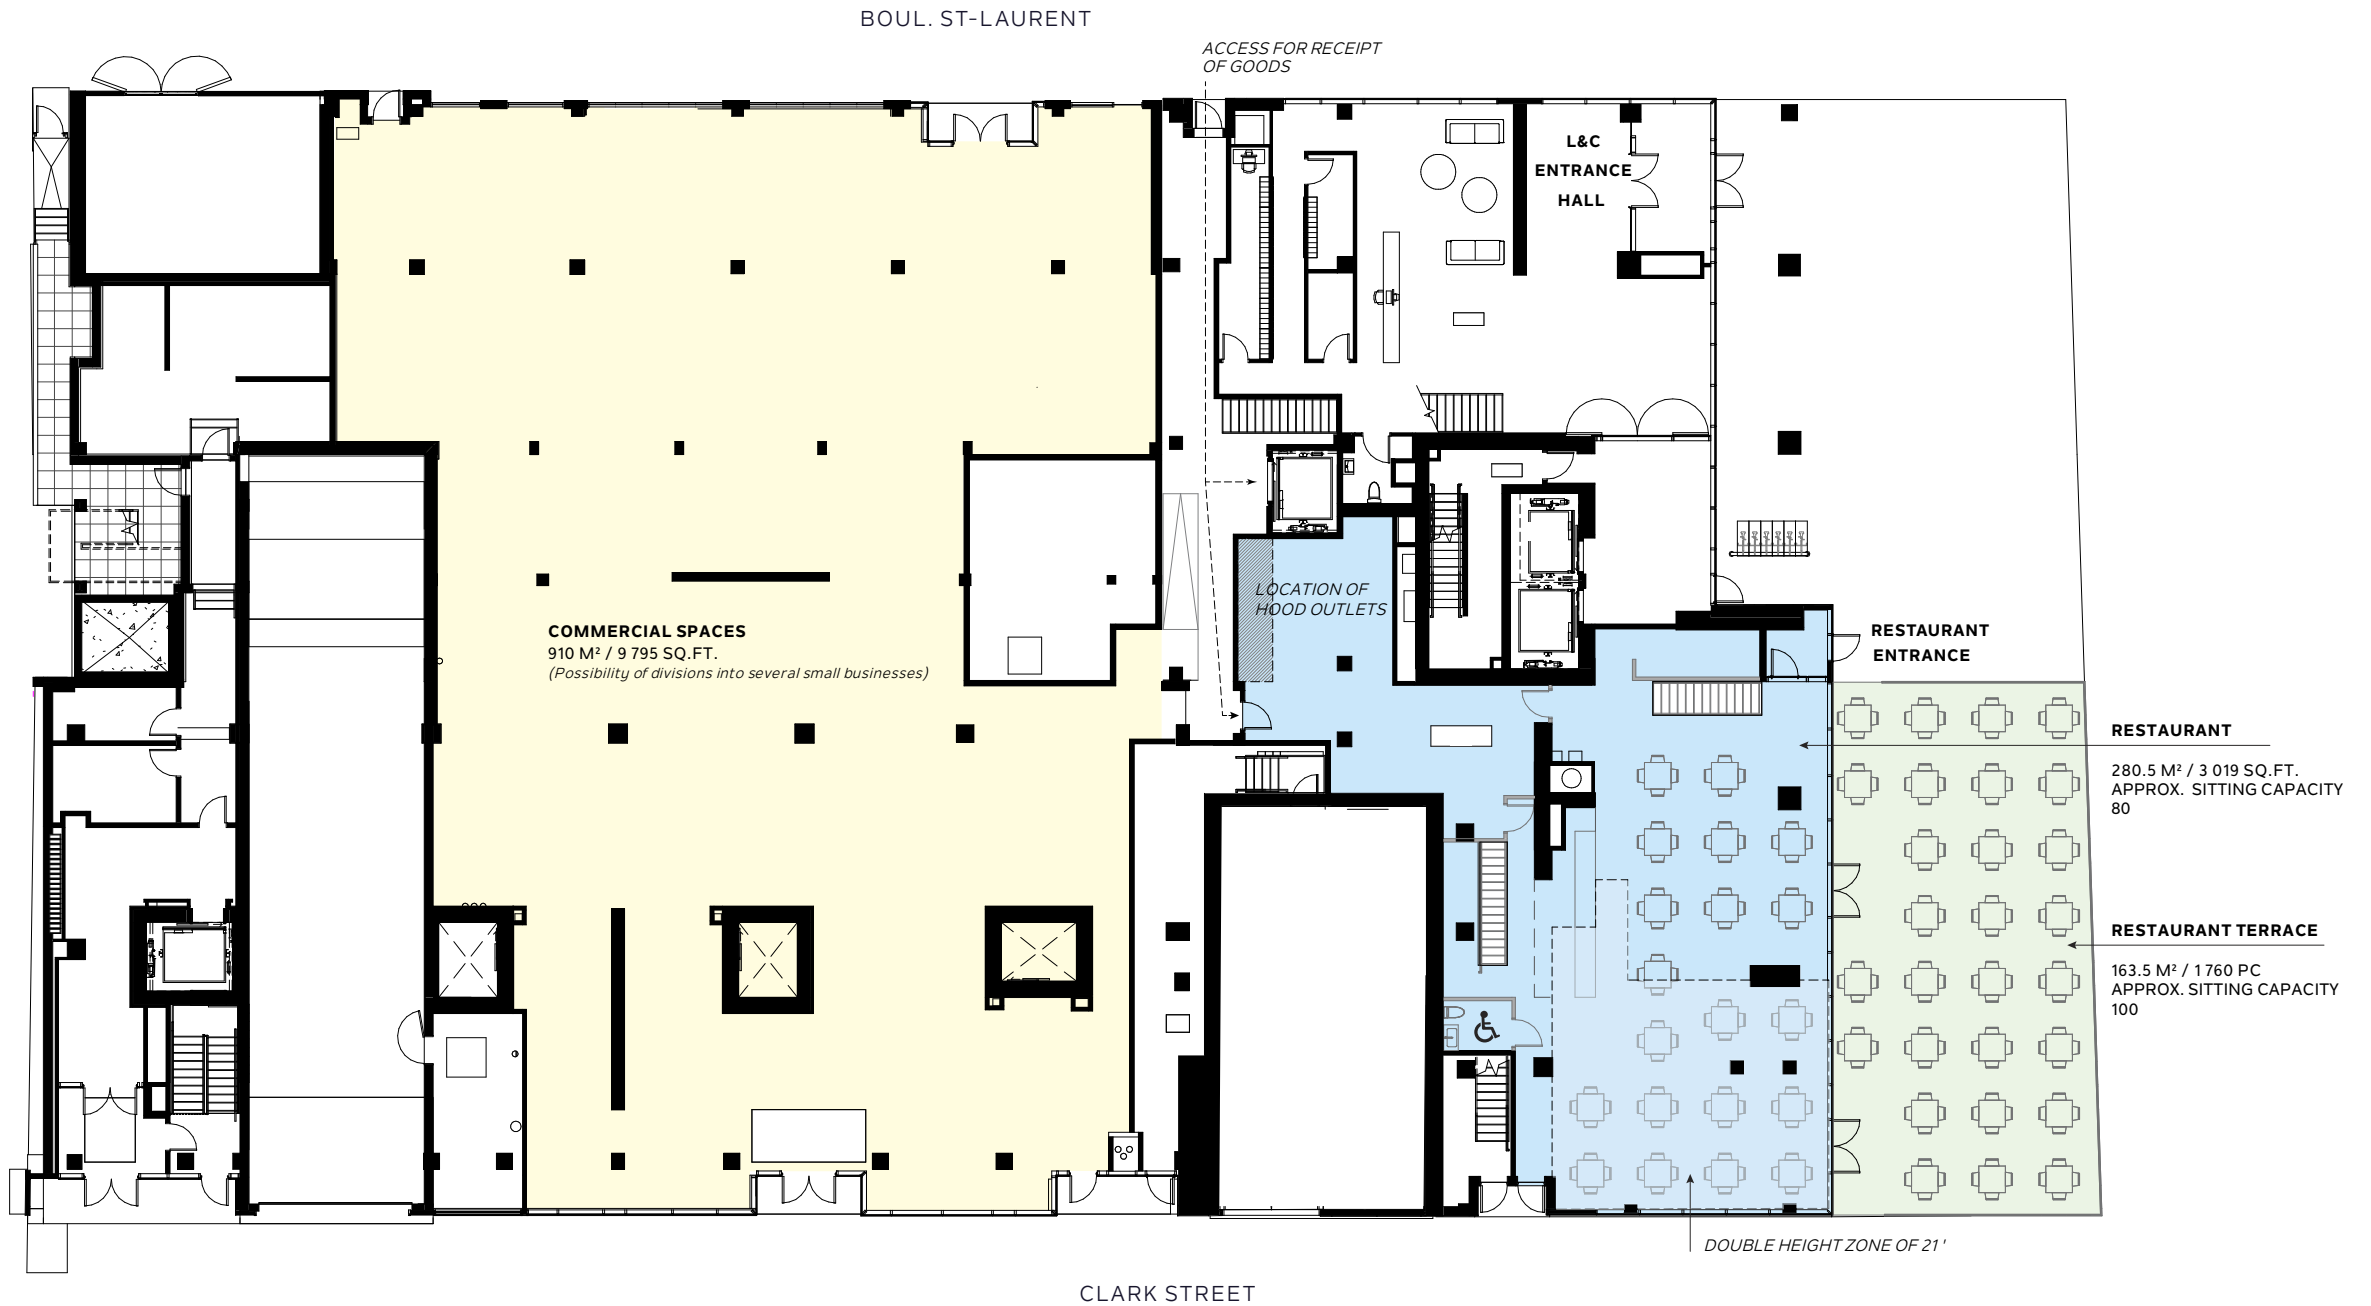 BOUL. ST-LAURENT
ACCESS FOR RECEIPT
OF GOODS
L&C
ENTRANCE
HALL
LOCATION OF
HOOD OUTLETS
COMMERCIAL SPACES
910 M² / 9 795 SQ.FT.
(Possibility of divisions into several small businesses)
RESTAURANT
ENTRANCE
RESTAURANT
280.5 M² / 3 019 SQ.FT.
APPROX. SITTING CAPACITY
80
RESTAURANT TERRACE
163.5 M² / 1 760 PC
APPROX. SITTING CAPACITY
100
DOUBLE HEIGHT ZONE OF 21'
CLARK STREET